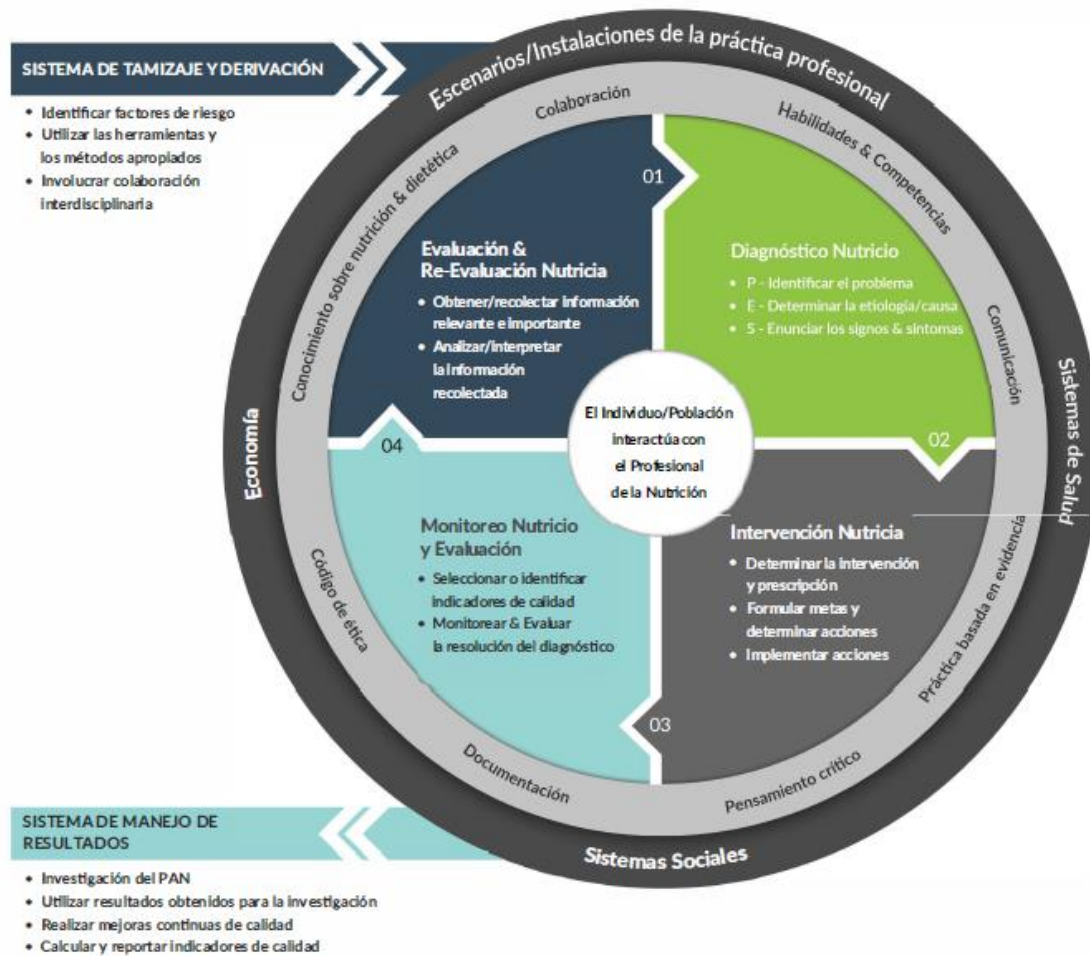 Escenarios/Instalaciones de la práctica profesional
SISTEMA DE TAMIZAJE Y DERIVACIÓN
• Identificar factores de riesgo
• Utilizar las herramientas y
los métodos apropiados
• Involucrar colaboración
interdisciplinaria
Colaboración
Habilidades & Competencias
Conocimiento sobre nutrición & dietética
Comunicación
01
Evaluación &
Re-Evaluación Nutricia
• Obtener/recolectar información
relevante e importante
• Analizar/Interpretar
la información
recolectada
Diagnóstico Nutricio
• P - Identificar el problema
• E - Determinar la etiología/causa
• S - Enunciar los signos & síntomas
El Individuo/Población
interactúa con
el Profesional
de la Nutrición
Economía
Sistemas de Salud
04
02
Monitoreo Nutricio
y Evaluación
• Seleccionar o identificar
indicadores de calidad
• Monitorear & Evaluar
la resolución del diagnóstico
Intervención Nutricia
• Determinar la intervención
y prescripción
• Formular metas y
determinar acciones
• Implementar acciones
03
Código de ética
Práctica basada en evidencia
Documentación
Pensamiento crítico
Sistemas Sociales
SISTEMA DE MANEJO DE
RESULTADOS
• Investigación del PAN
• Utilizar resultados obtenidos para la investigación
• Realizar mejoras continuas de calidad
• Calcular y reportar indicadores de calidad